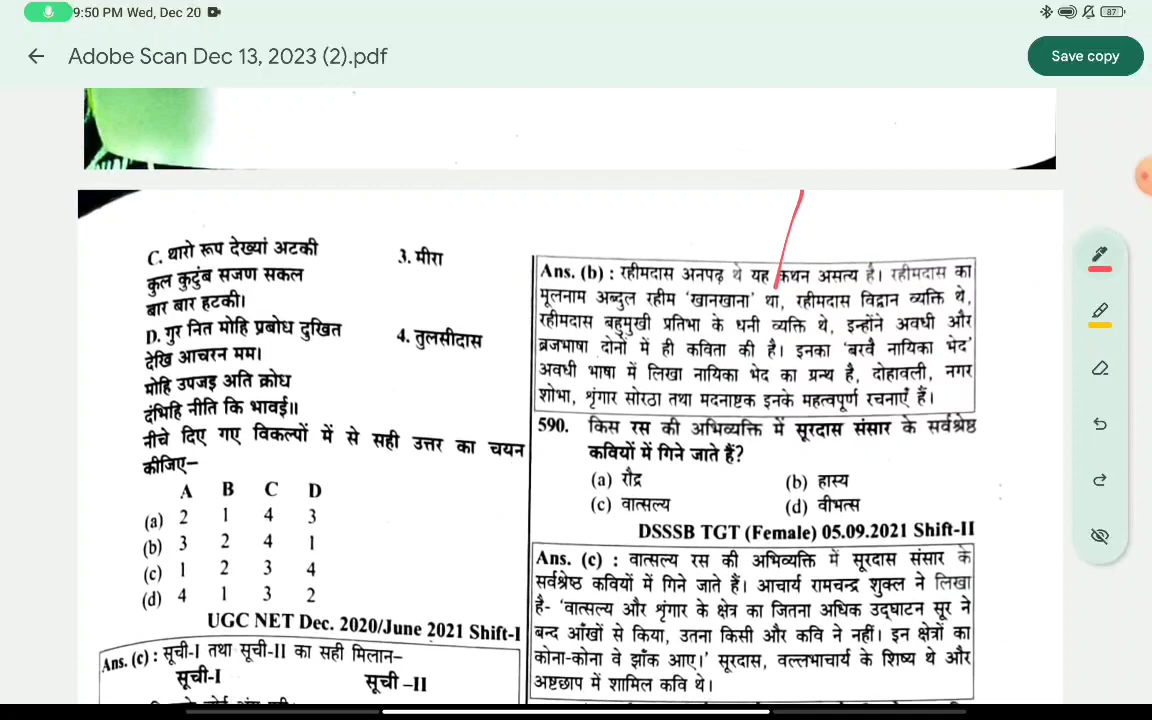 9:50 PM Wed, Dec 20
87
Adobe Scan Dec 13, 2023 (2).pdf
Save copy
C. थारो रूप देख्यां अटकी
कुल कुटुंब सजण सकल
बार बार हटकी।
D. गुर नित मोहि प्रबोध दुखित
देखि आचरन मम।
मोहि उपजइ अति क्रोध
दंभिहि नीति कि भावई॥
3. मीरा
4. तुलसीदास
नीचे दिए गए विकल्पों में से सही उत्तर का चयन
कीजिए–
A B C D
(a) 2 1 4 3
(b) 3 2 4 1
(c) 1 2 3 4
(d) 4 1 3 2
UGC NET Dec. 2020/June 2021 Shift-I
Ans. (c) : सूची-I तथा सूची-II का सही मिलान–
सूची-I सूची –II
Ans. (b) : रहीमदास अनपढ़ थे यह कथन असत्य है। रहीमदास का
मूलनाम अब्दुल रहीम 'खानखाना' था, रहीमदास विद्वान व्यक्ति थे,
रहीमदास बहुमुखी प्रतिभा के धनी व्यक्ति थे, इन्होंने अवधी और
ब्रजभाषा दोनों में ही कविता की है। इनका 'बरवै नायिका भेद'
अवधी भाषा में लिखा नायिका भेद का ग्रन्थ है, दोहावली, नगर
शोभा, श्रृंगार सोरठा तथा मदनाष्टक इनके महत्वपूर्ण रचनाएँ हैं।
590. किस रस की अभिव्यक्ति में सूरदास संसार के सर्वश्रेष्ठ
कवियों में गिने जाते हैं?
(a) रौद्र (b) हास्य
(c) वात्सल्य (d) वीभत्स
DSSSB TGT (Female) 05.09.2021 Shift-II
Ans. (c) : वात्सल्य रस की अभिव्यक्ति में सूरदास संसार के
सर्वश्रेष्ठ कवियों में गिने जाते हैं। आचार्य रामचन्द्र शुक्ल ने लिखा
है- 'वात्सल्य और श्रृंगार के क्षेत्र का जितना अधिक उद्घाटन सूर ने
बन्द आँखों से किया, उतना किसी और कवि ने नहीं। इन क्षेत्रों का
कोना-कोना वे झाँक आए।' सूरदास, वल्लभाचार्य के शिष्य थे और
अष्टछाप में शामिल कवि थे।